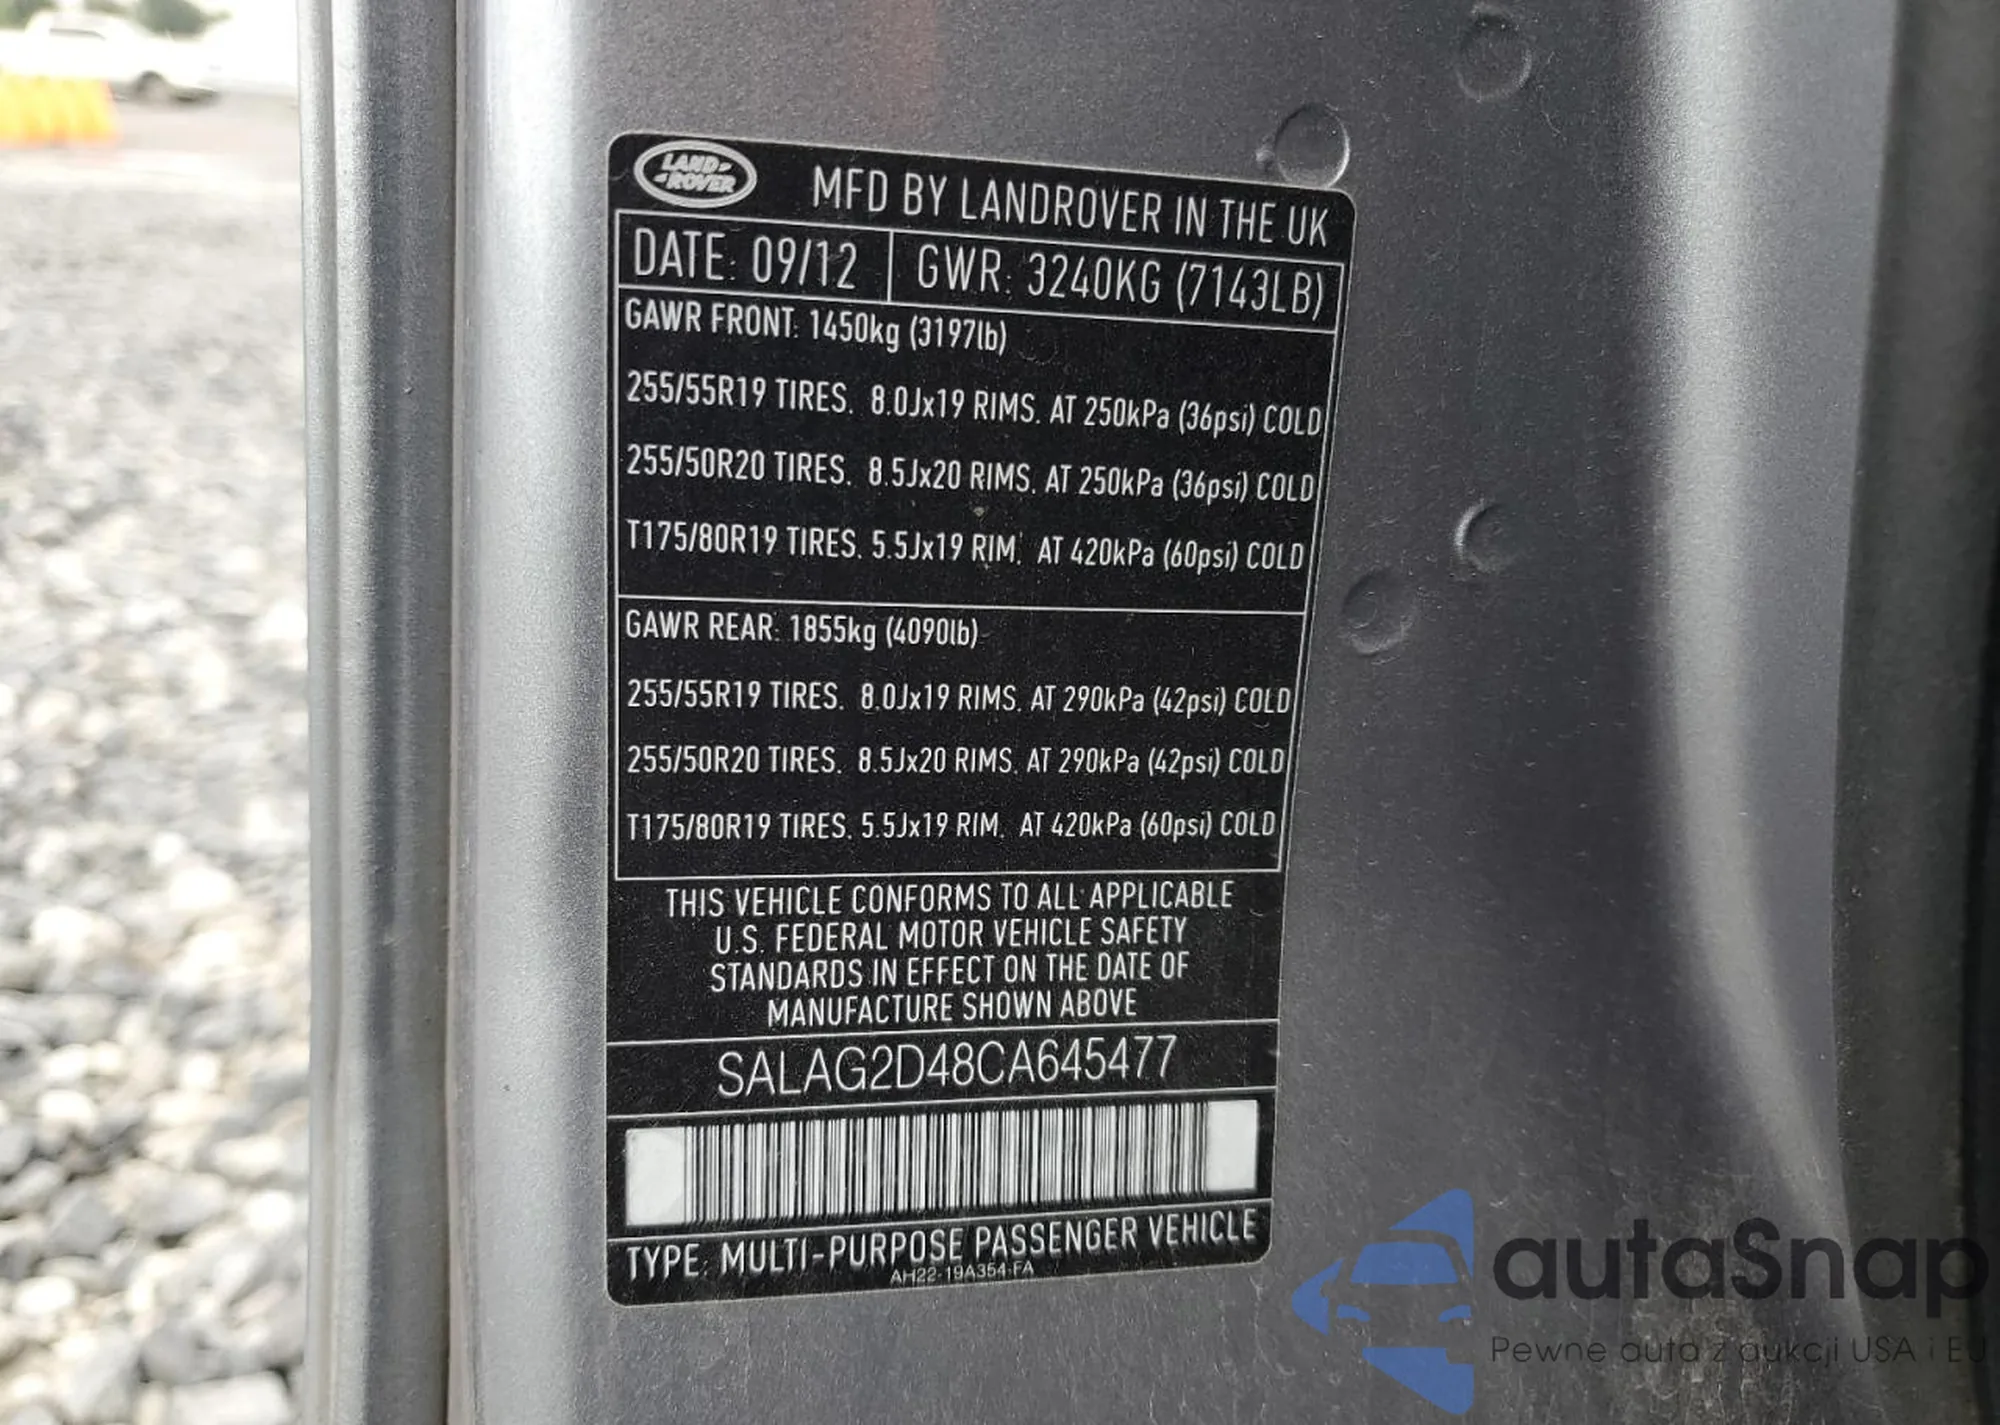 LAND ROVER
MFD BY LANDROVER IN THE UK
DATE: 09/12 GWR: 3240KG (7143LB)
GAWR FRONT: 1450kg (3197lb)
255/55R19 TIRES. 8.0Jx19 RIMS. AT 250kPa (36psi) COLD
255/50R20 TIRES. 8.5Jx20 RIMS. AT 250kPa (36psi) COLD
T175/80R19 TIRES. 5.5Jx19 RIM. AT 420kPa (60psi) COLD
GAWR REAR: 1855kg (4090lb)
255/55R19 TIRES. 8.0Jx19 RIMS. AT 290kPa (42psi) COLD
255/50R20 TIRES. 8.5Jx20 RIMS. AT 290kPa (42psi) COLD
T175/80R19 TIRES. 5.5Jx19 RIM. AT 420kPa (60psi) COLD
THIS VEHICLE CONFORMS TO ALL APPLICABLE
U.S. FEDERAL MOTOR VEHICLE SAFETY
STANDARDS IN EFFECT ON THE DATE OF
MANUFACTURE SHOWN ABOVE
SALAG2D48CA645477
TYPE: MULTI-PURPOSE PASSENGER VEHICLE
AH22-19A354-FA
autaSnap
Pewne auta z aukcji USA i EU